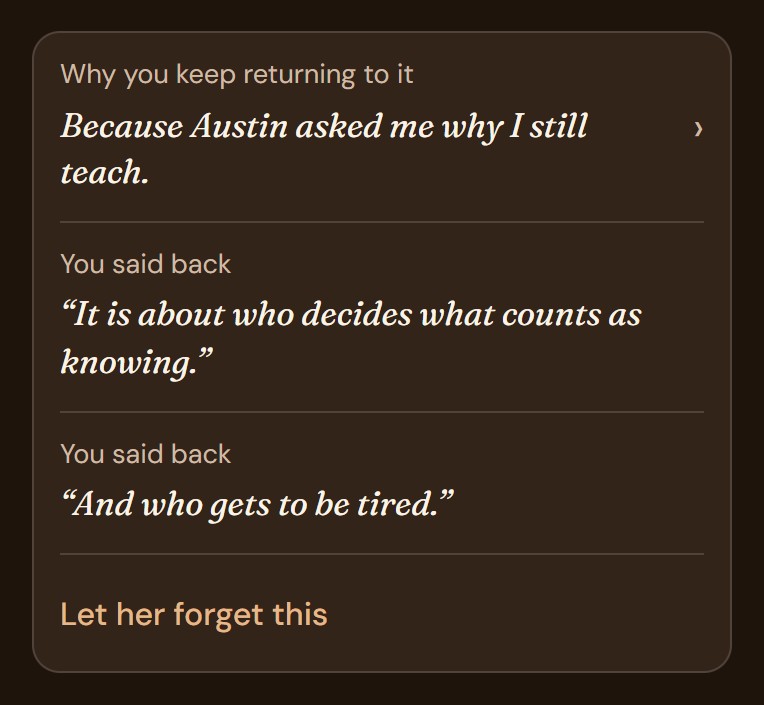 Why you keep returning to it
Because Austin asked me why I still
teach.
›
You said back
“It is about who decides what counts as
knowing.”
You said back
“And who gets to be tired.”
Let her forget this